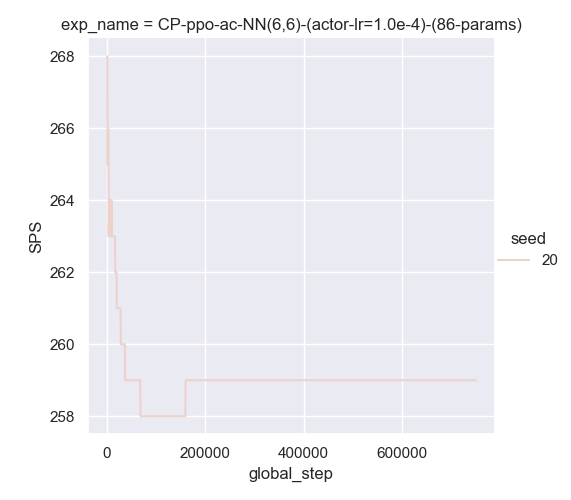 exp_name = CP-ppo-ac-NN(6,6)-(actor-lr=1.0e-4)-(86-params)
268
266
264
262
260
258
SPS
0
200000
400000
600000
global_step
seed
20